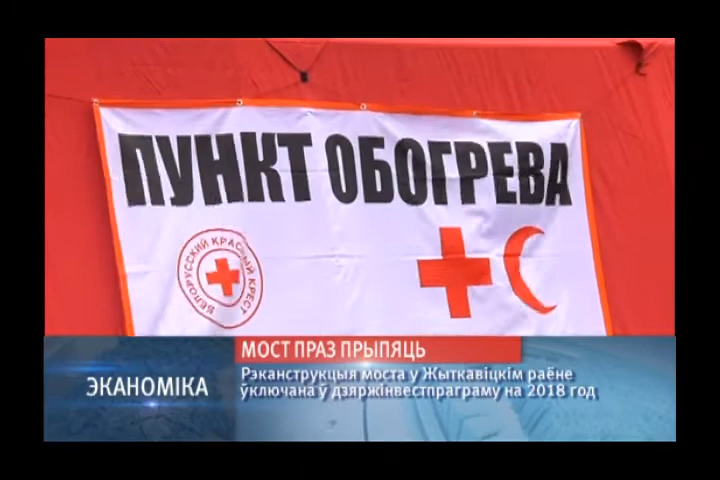 ПУНКТ ОБОГРЕВА
БЕЛОРУССКИЙ КРАСНЫЙ КРЕСТ
МОСТ ПРАЗ ПРЫПЯЦЬ
ЭКАНОМІКА
Рэканструкцыя моста у Жыткавіцкім раёне
ўключана ў дзяржінвестпраграму на 2018 год